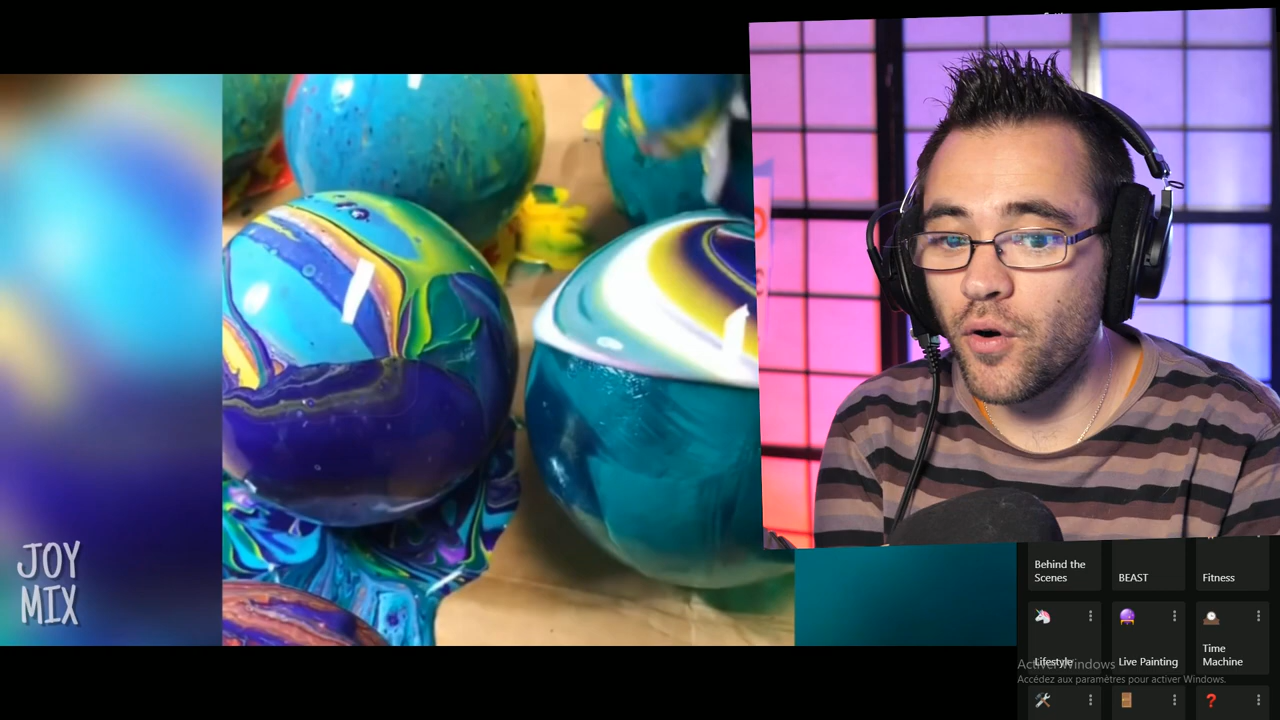 JOY
MIX
Behind the
Scenes
BEAST
Fitness
Lifestyle
Live Painting
Time
Machine
Activer Windows
Accédez aux paramètres pour activer Windows.